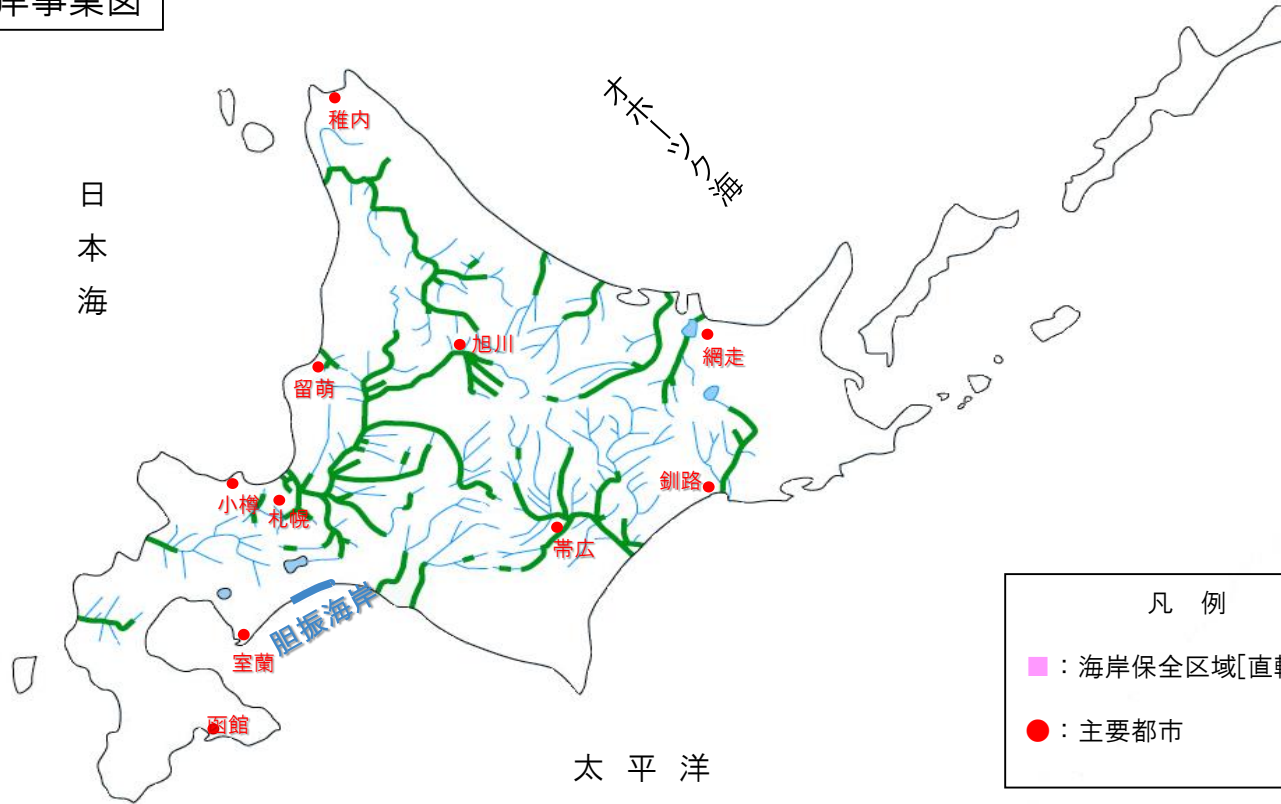 岸事業図
稚内
オホーツク海
日本海
旭川
網走
留萌
小樽
札幌
釧路
帯広
胆振海岸
室蘭
函館
太平洋
凡例
：海岸保全区域[直轄
：主要都市